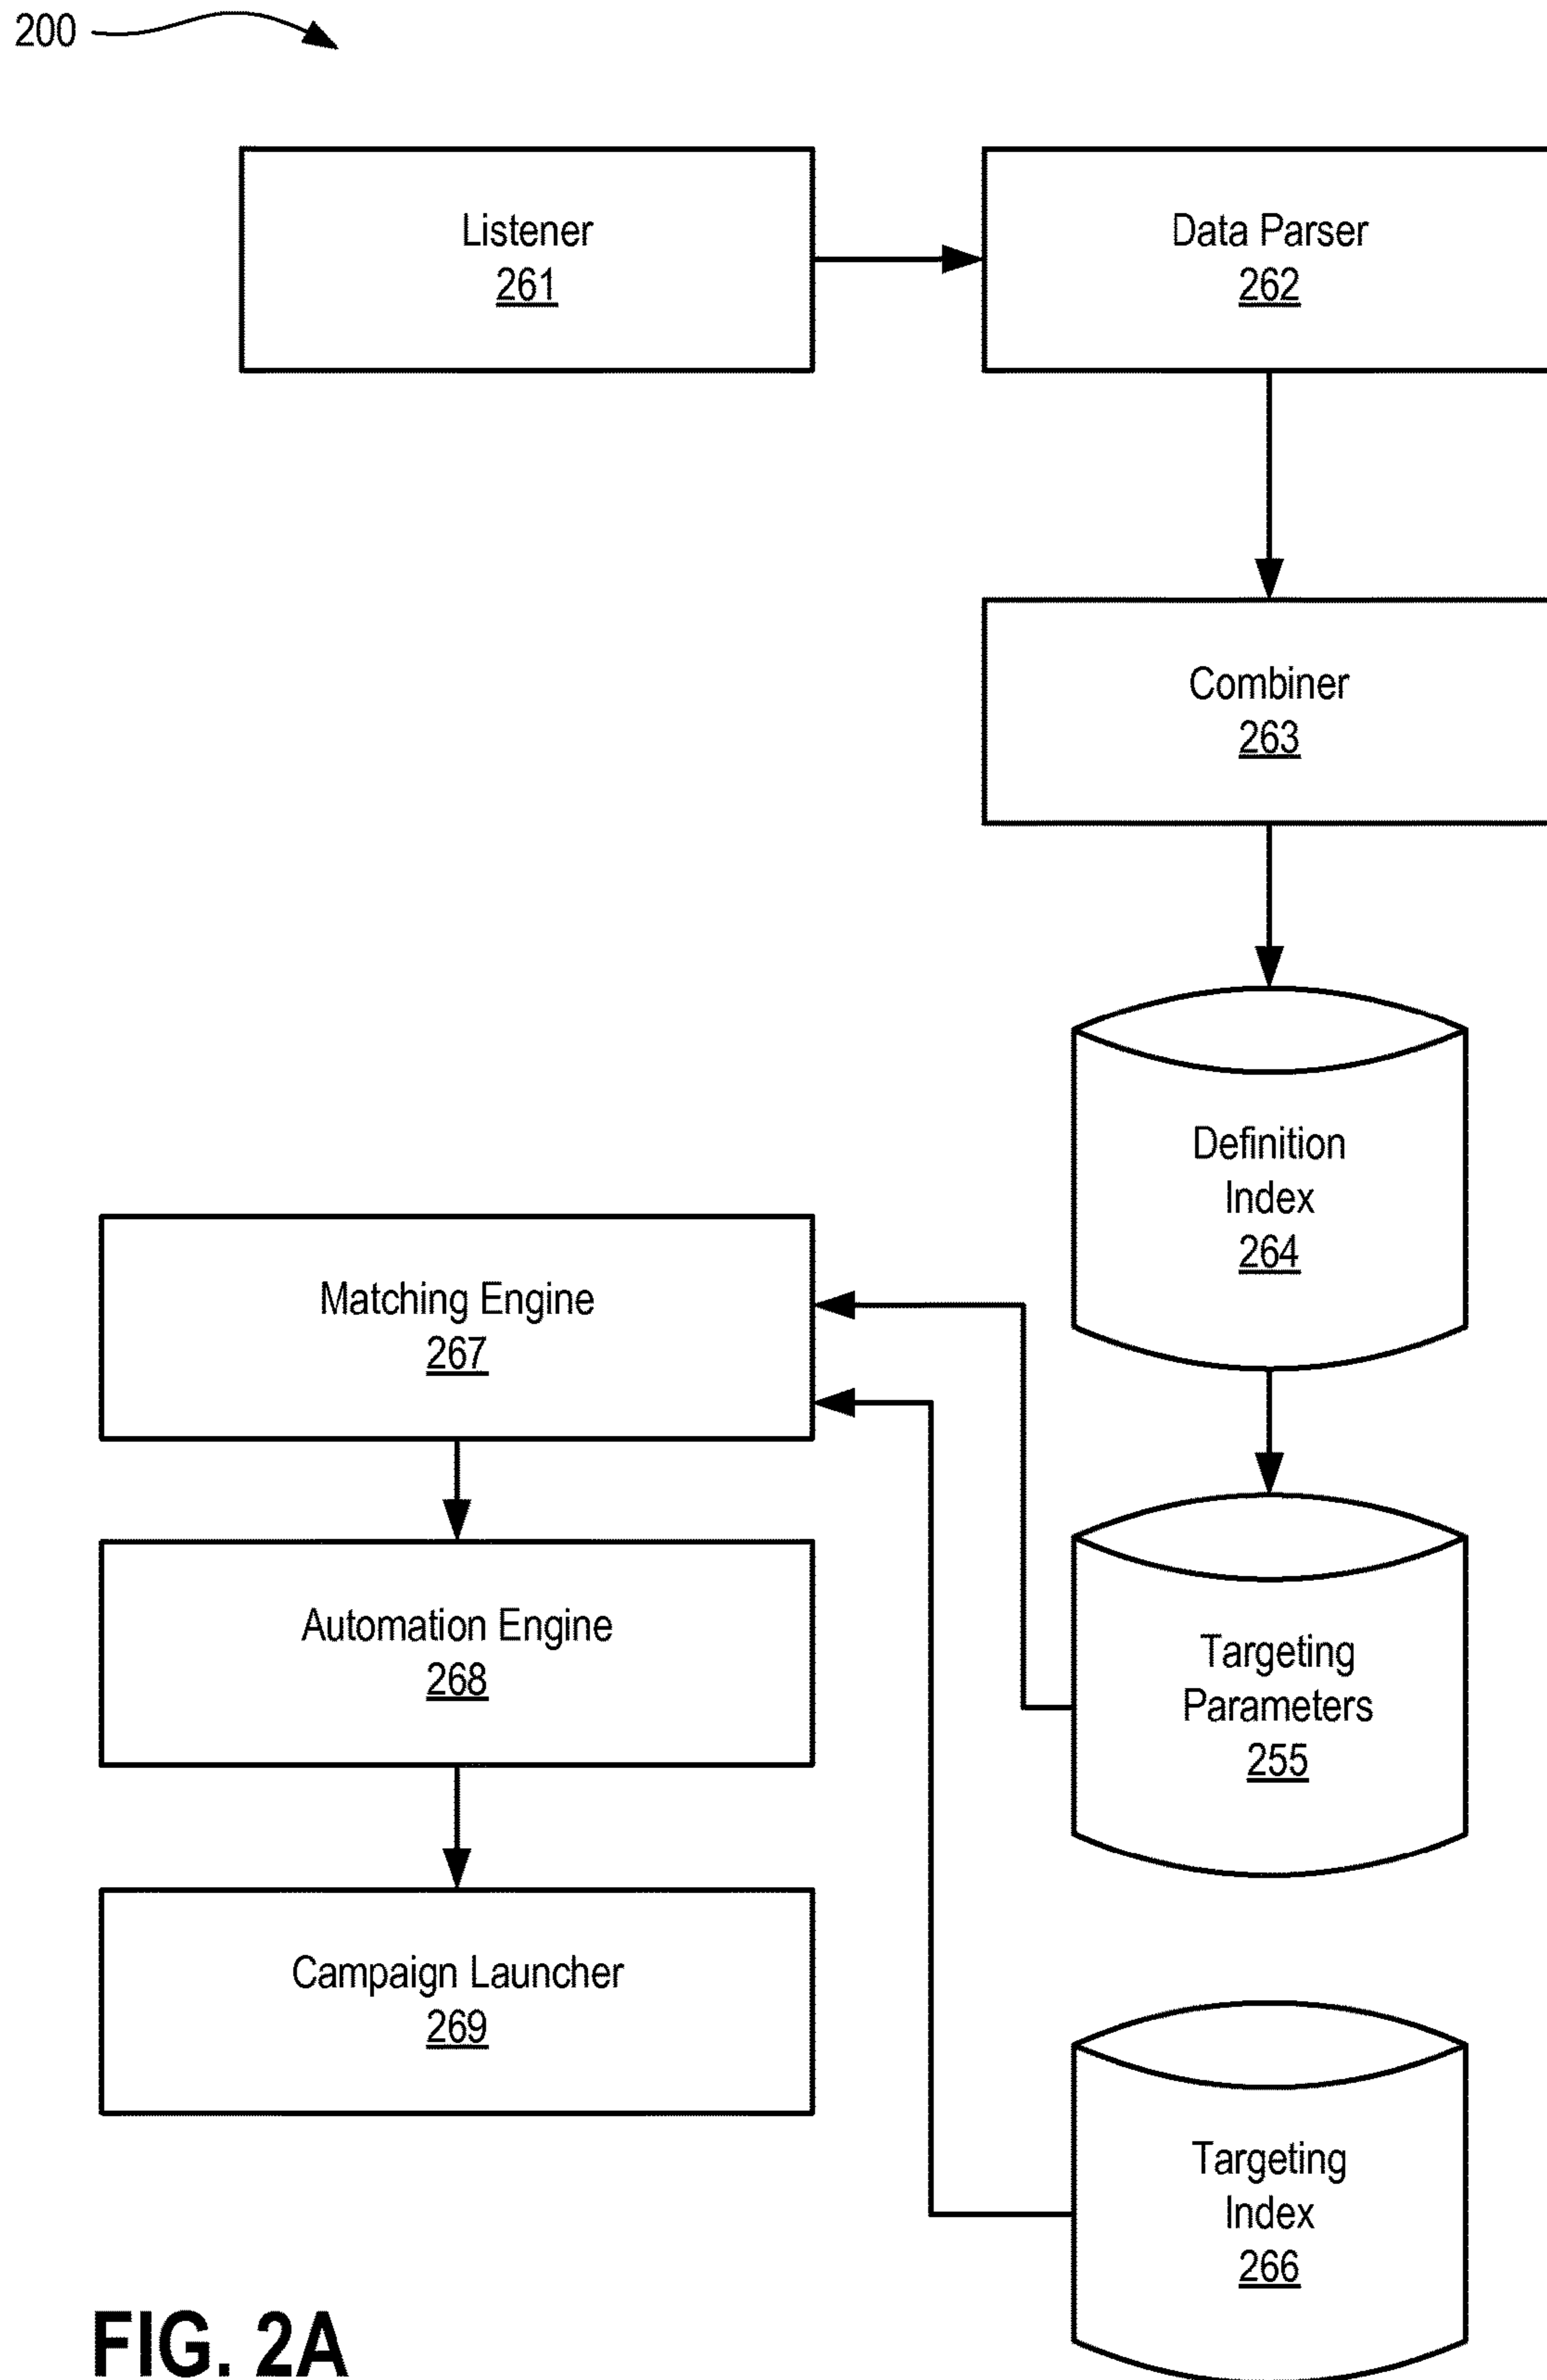 200
Listener
261
Data Parser
262
Combiner
263
Definition
Index
264
Matching Engine
267
Automation Engine
268
Targeting
Parameters
255
Campaign Launcher
269
Targeting
Index
266
FIG. 2A